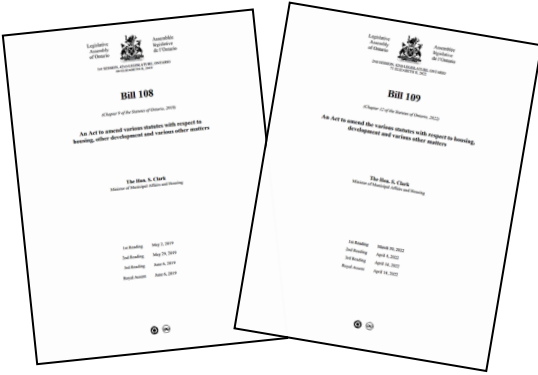 Legislative
Assembly
of Ontario
Assemblée
législative
de l'Ontario
Bill 108
(Chapter 9 of the Statutes of Ontario, 2019)
An Act to amend various statutes with respect to
housing, other development and various other matters
The Hon. S. Clark
Minister of Municipal Affairs and Housing
1st Reading May 2, 2019
2nd Reading May 29, 2019
3rd Reading June 6, 2019
Royal Assent June 6, 2019
Legislative
Assembly
of Ontario
Assemblée
législative
de l'Ontario
Bill 109
(Chapter 12 of the Statutes of Ontario, 2022)
An Act to amend the various statutes with respect to housing,
development and various other matters
The Hon. S. Clark
Minister of Municipal Affairs and Housing
1st Reading March 30, 2022
2nd Reading April 4, 2022
3rd Reading April 14, 2022
Royal Assent April 14, 2022